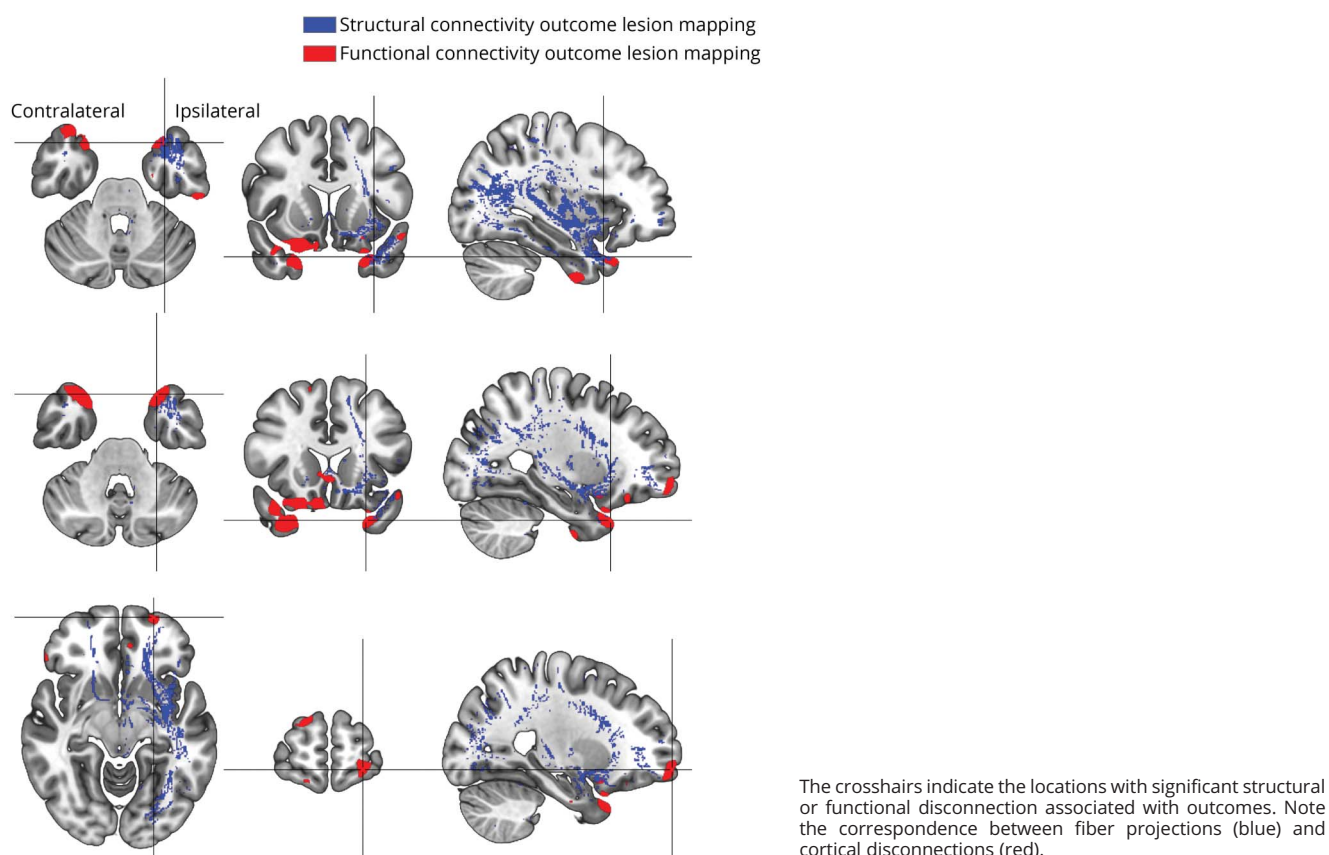 Structural connectivity outcome lesion mapping
Functional connectivity outcome lesion mapping
Contralateral
Ipsilateral
The crosshairs indicate the locations with significant structural
or functional disconnection associated with outcomes. Note
the correspondence between fiber projections (blue) and
cortical disconnections (red).